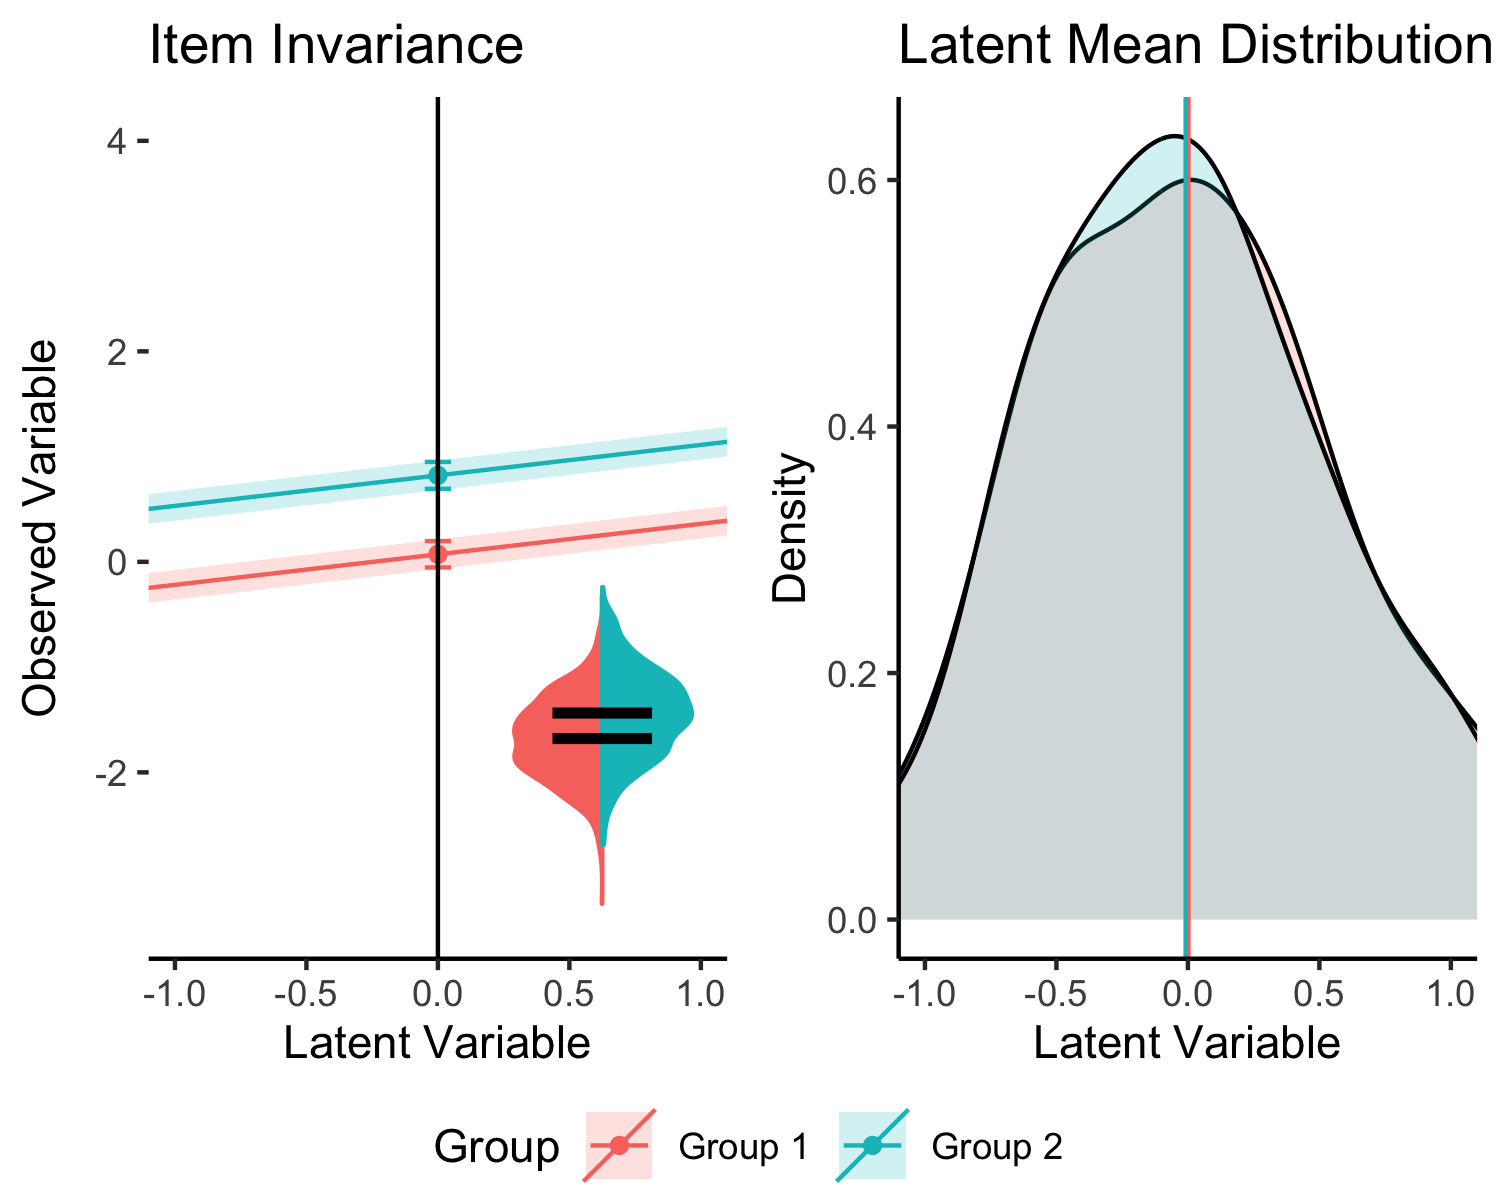 Item Invariance
Observed Variable
4
2
0
-2
-1.0 -0.5 0.0 0.5 1.0
Latent Variable
Latent Mean Distribution
Density
0.6
0.4
0.2
0.0
-1.0 -0.5 0.0 0.5 1.0
Latent Variable
Group Group 1 Group 2